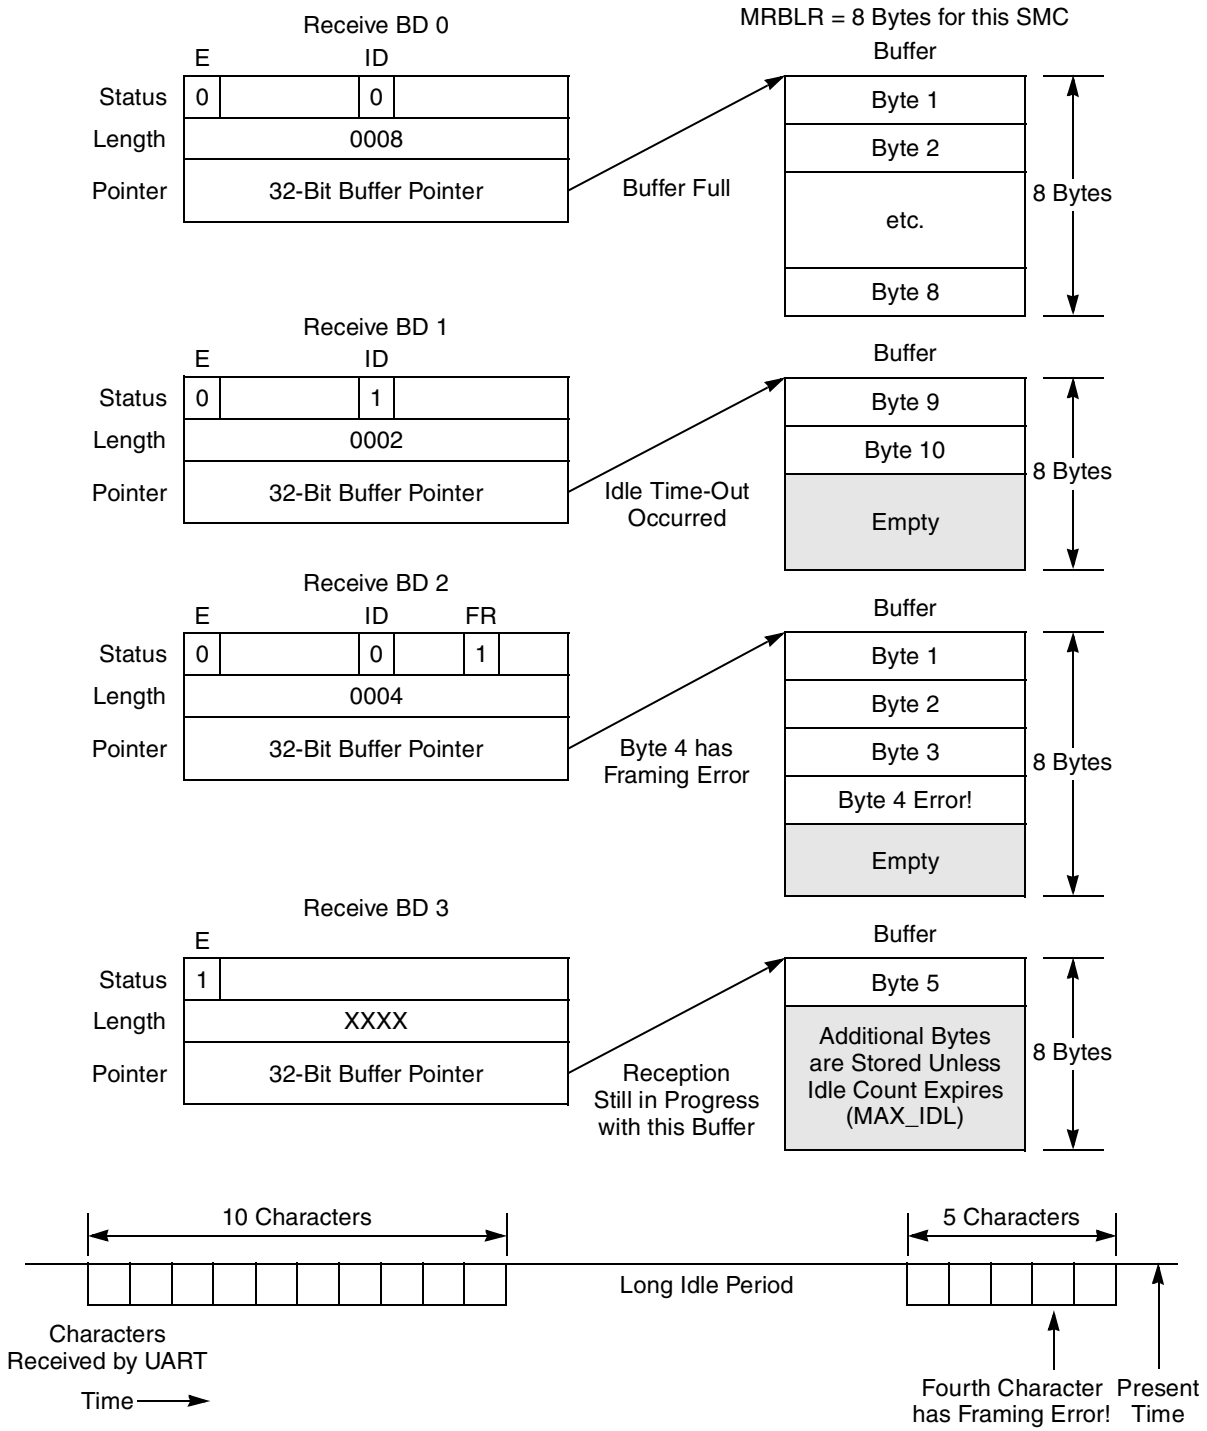 MRBLR = 8 Bytes for this SMC
Receive BD 0
Buffer
E ID
Status 0 0
Length 0008
Pointer 32-Bit Buffer Pointer
Buffer Full
Byte 1
Byte 2
etc.
Byte 8
8 Bytes
Receive BD 1
Buffer
E ID
Status 0 1
Length 0002
Pointer 32-Bit Buffer Pointer
Idle Time-Out
Occurred
Byte 9
Byte 10
Empty
8 Bytes
Receive BD 2
Buffer
E ID FR
Status 0 0 1
Length 0004
Pointer 32-Bit Buffer Pointer
Byte 4 has
Framing Error
Byte 1
Byte 2
Byte 3
Byte 4 Error!
Empty
8 Bytes
Receive BD 3
Buffer
E
Status 1
Length XXXX
Pointer 32-Bit Buffer Pointer
Reception
Still in Progress
with this Buffer
Byte 5
Additional Bytes
are Stored Unless
Idle Count Expires
(MAX_IDL)
8 Bytes
10 Characters
5 Characters
Long Idle Period
Characters
Received by UART
Time
Fourth Character
has Framing Error!
Present
Time